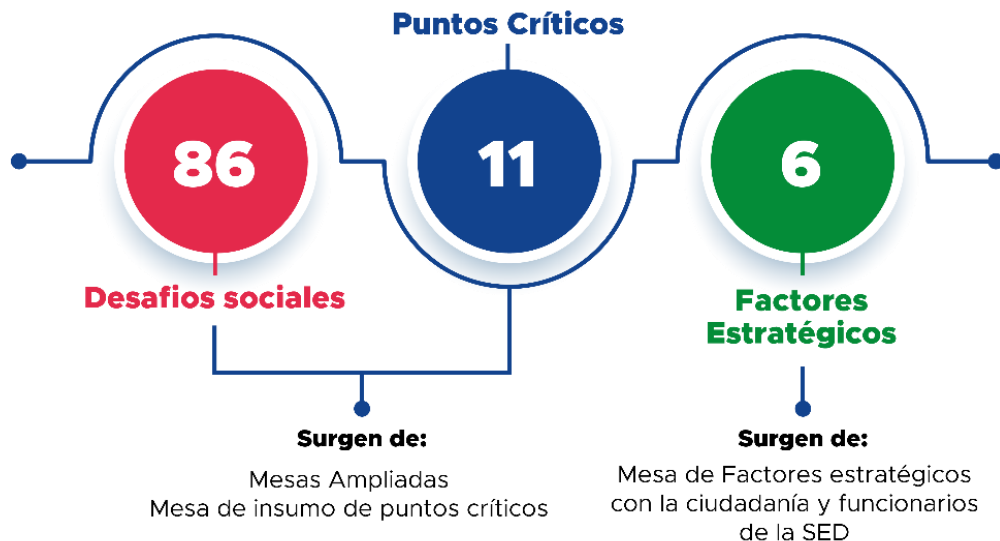 Puntos Críticos
86
11
6
Desafios sociales
Factores
Estratégicos
Surgen de:
Mesas Ampliadas
Mesa de insumo de puntos críticos
Surgen de:
Mesa de Factores estratégicos
con la ciudadanía y funcionarios
de la SED